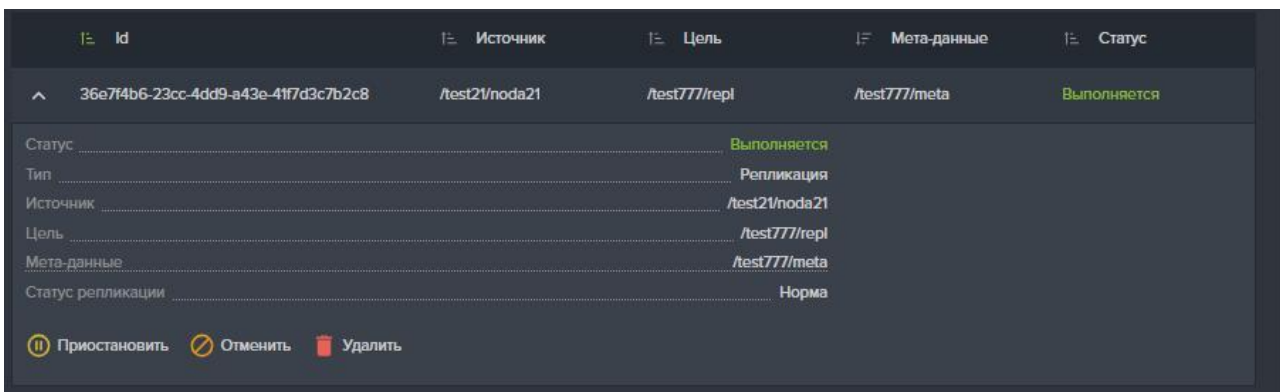 Id Источник Цель Мета-данные Статус
36e7f4b6-23cc-4dd9-a43e-41f7d3c7b2c8 /test21/noda21 /test777/repl /test777/meta Выполняется
Статус Выполняется
Тип Репликация
Источник /test21/noda21
Цель /test777/repl
Мета-данные /test777/meta
Статус репликации Норма
Приостановить Отменить Удалить